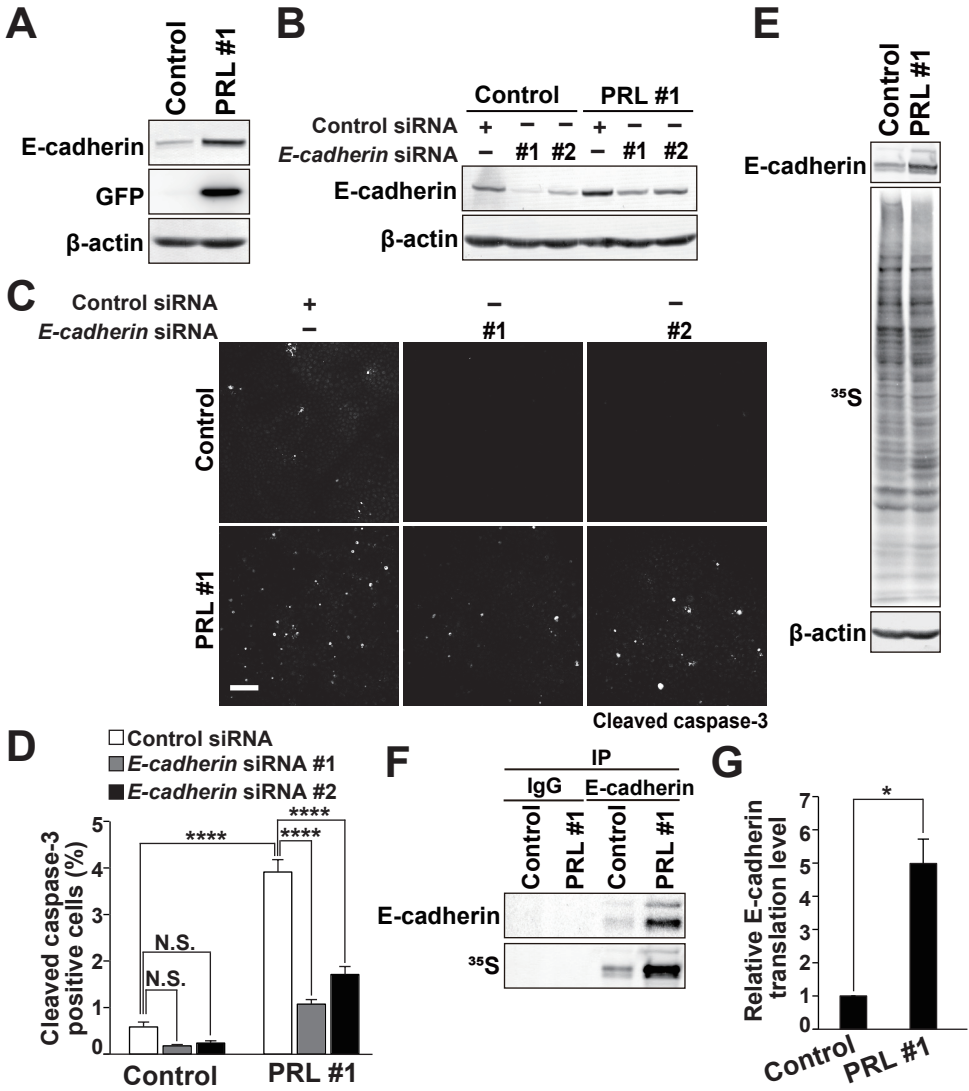 A
Control
PRL #1
E-cadherin
GFP
β-actin
B
Control PRL #1
Control siRNA + – – + – –
E-cadherin siRNA – #1 #2 – #1 #2
E-cadherin
β-actin
C
Control siRNA + – –
E-cadherin siRNA – #1 #2
Control
PRL #1
Cleaved caspase-3
D
Control siRNA
E-cadherin siRNA #1
E-cadherin siRNA #2
Cleaved caspase-3
positive cells (%)
5
4
3
2
1
0
****
****
****
N.S.
N.S.
Control PRL #1
E
Control
PRL #1
E-cadherin
³⁵S
β-actin
F
IP
IgG E-cadherin
Control
PRL #1
Control
PRL #1
E-cadherin
³⁵S
G
Relative E-cadherin
translation level
7
6
5
4
3
2
1
0
*
Control
PRL #1